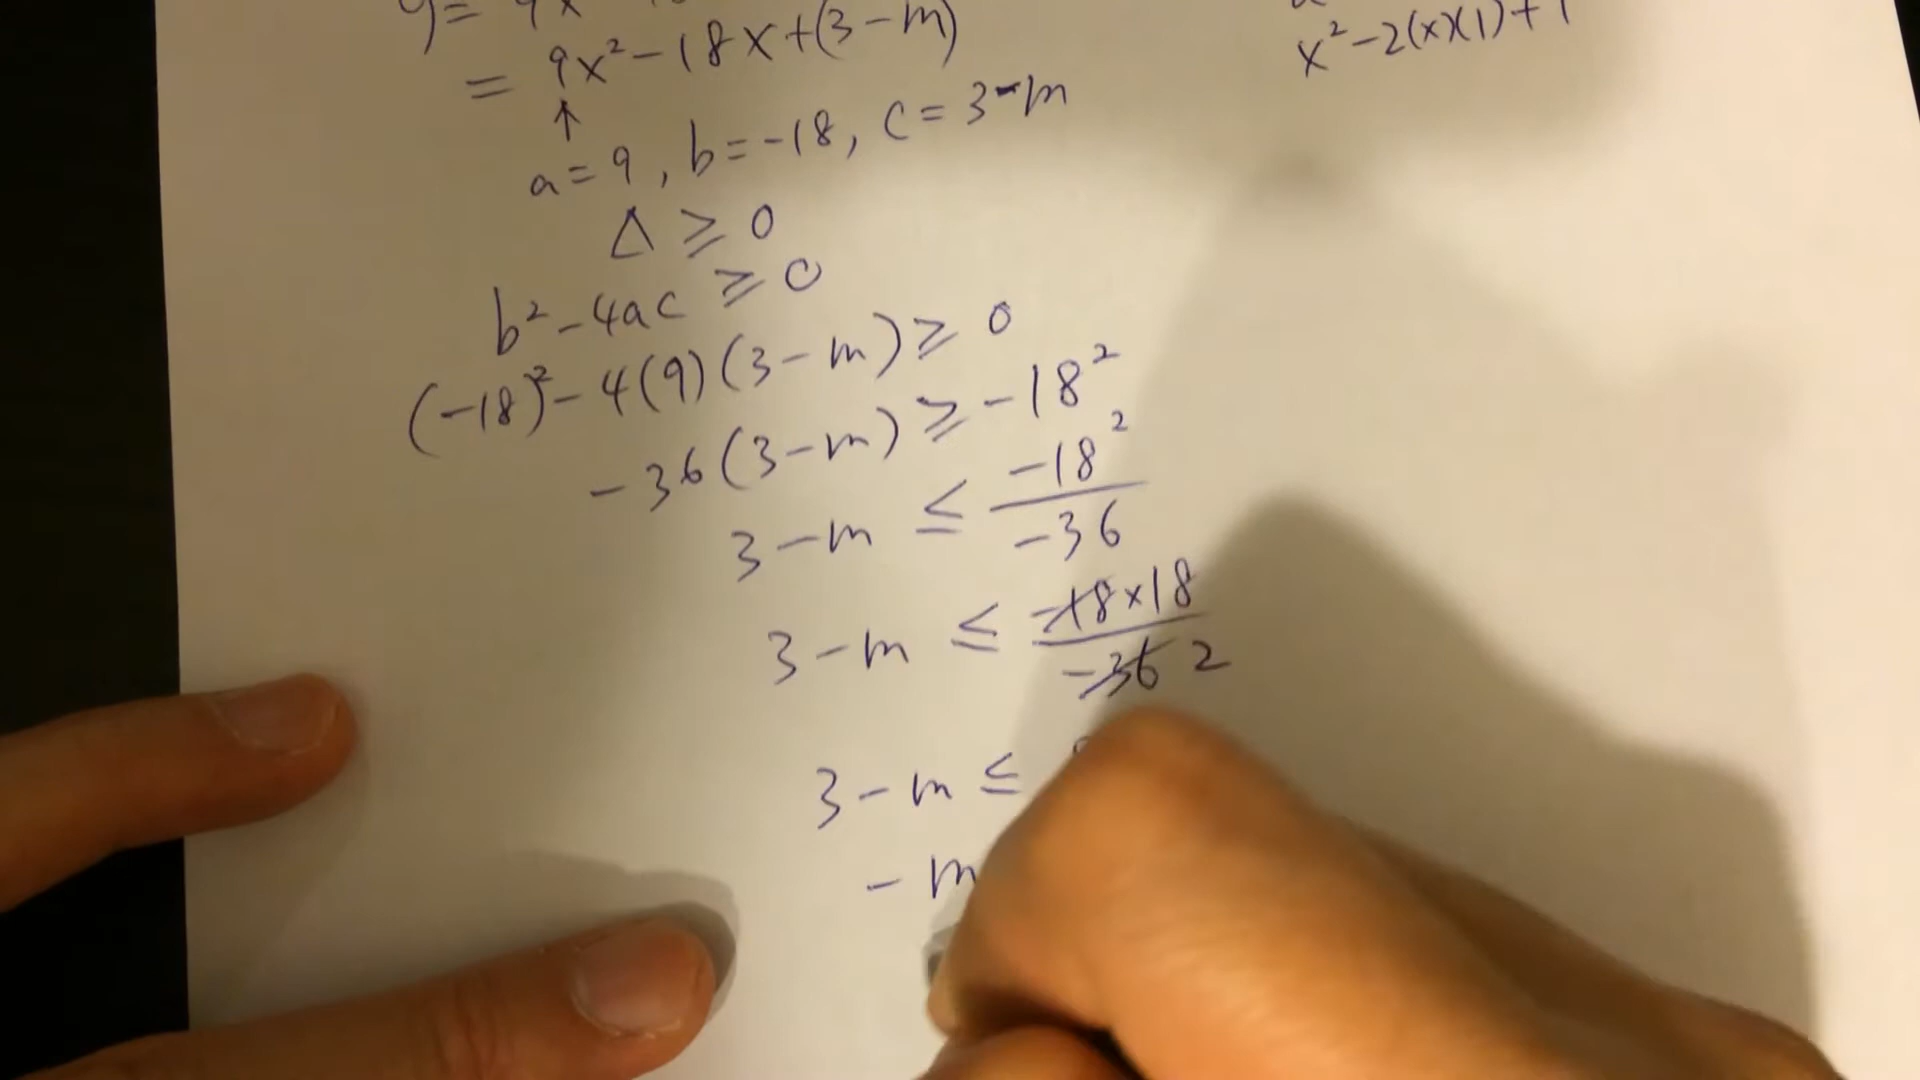 y = 9x
= 9x² - 18x + (3 - m)
x² - 2(x)(1) + 1
↑
a = 9, b = -18, c = 3 - m
Δ ≥ 0
b² - 4ac ≥ 0
(-18)² - 4(9)(3 - m) ≥ 0
-36(3 - m) ≥ -18²
3 - m ≤ -18² / -36
3 - m ≤ -18×18 / -36 2
3 - m ≤
- m